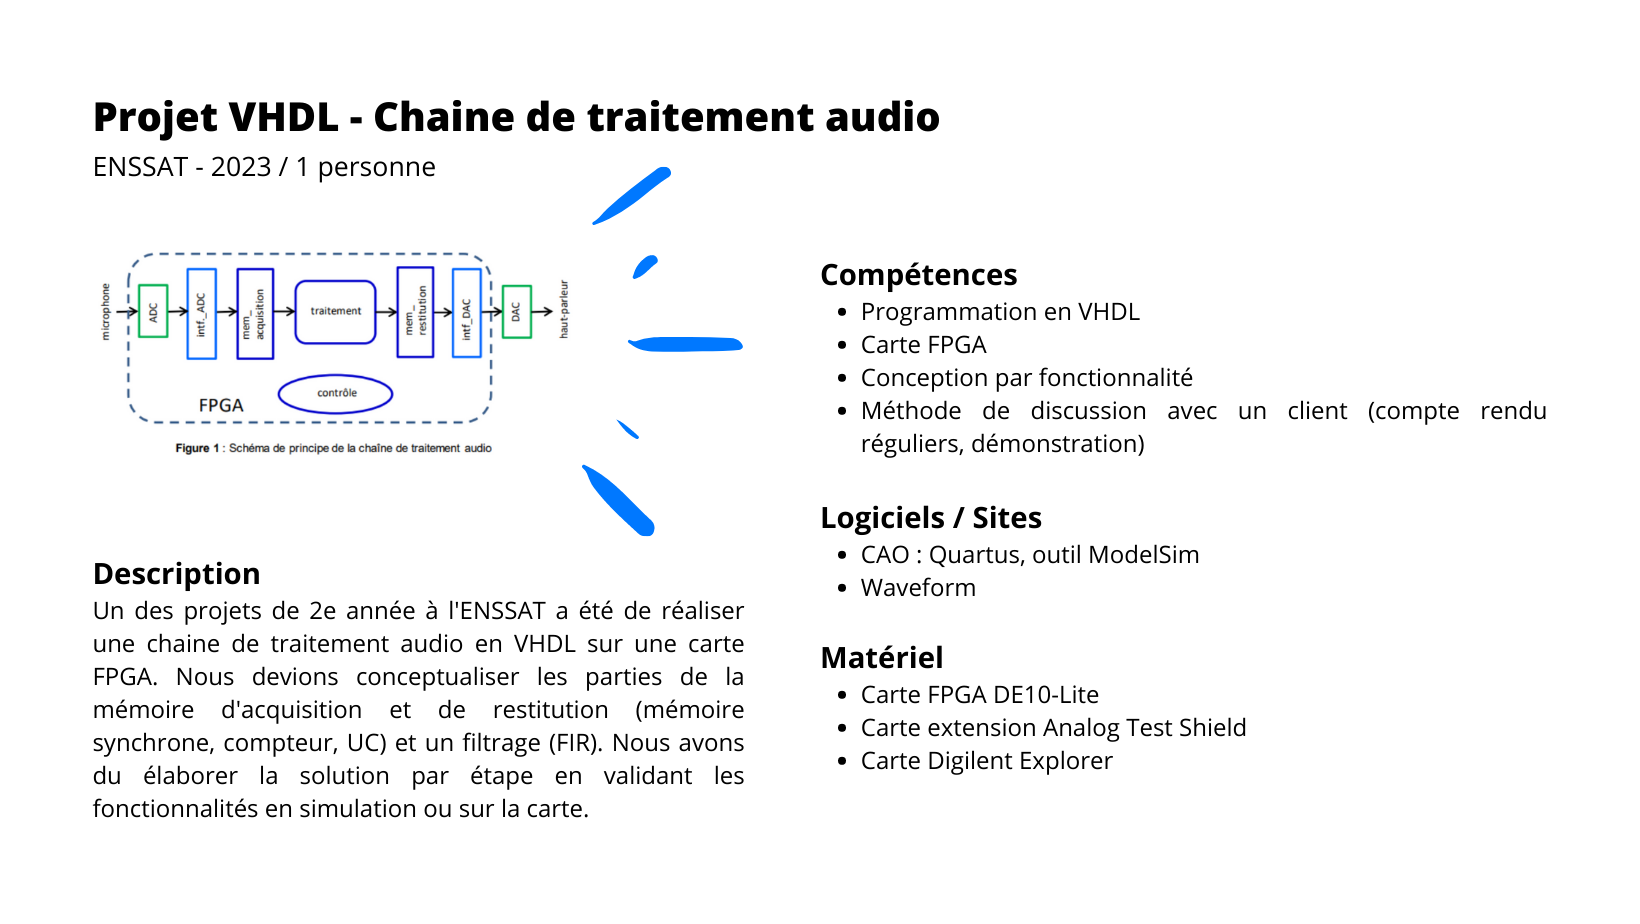 Projet VHDL - Chaine de traitement audio
ENSSAT - 2023 / 1 personne
microphone
ADC
intf._ADC
mem_
acquisition
traitement
mem_
restitution
intf_DAC
DAC
haut-parleur
contrôle
FPGA
Figure 1 : Schéma de principe de la chaîne de traitement audio
Description
Un des projets de 2e année à l'ENSSAT a été de réaliser
une chaine de traitement audio en VHDL sur une carte
FPGA. Nous devions conceptualiser les parties de la
mémoire d'acquisition et de restitution (mémoire
synchrone, compteur, UC) et un filtrage (FIR). Nous avons
du élaborer la solution par étape en validant les
fonctionnalités en simulation ou sur la carte.
Compétences
Programmation en VHDL
Carte FPGA
Conception par fonctionnalité
Méthode de discussion avec un client (compte rendu
réguliers, démonstration)
Logiciels / Sites
CAO : Quartus, outil ModelSim
Waveform
Matériel
Carte FPGA DE10-Lite
Carte extension Analog Test Shield
Carte Digilent Explorer